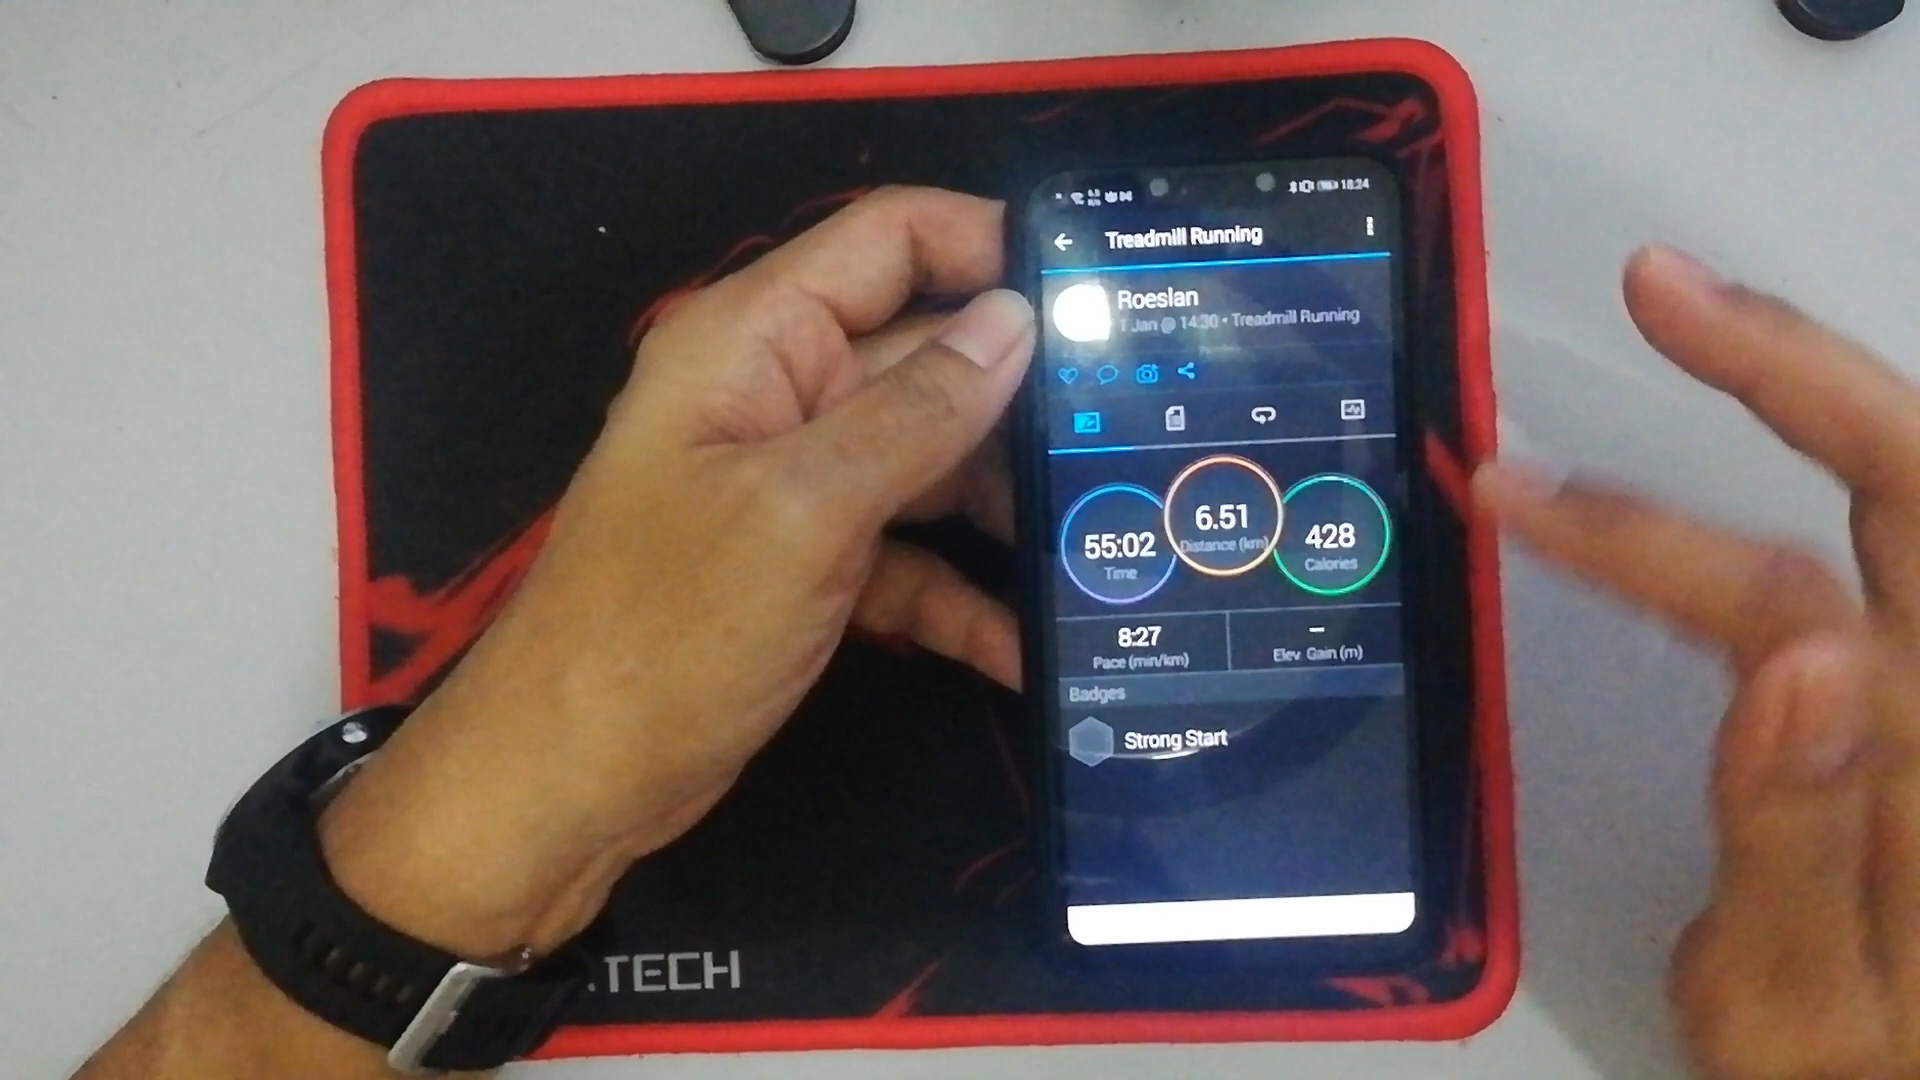 18:24
Treadmill Running
Roeslan
1 Jan @ 14:30 • Treadmill Running
6.51
Distance (km)
55:02
Time
428
Calories
8:27
Pace (min/km)
--
Elev. Gain (m)
Badges
Strong Start
TECH